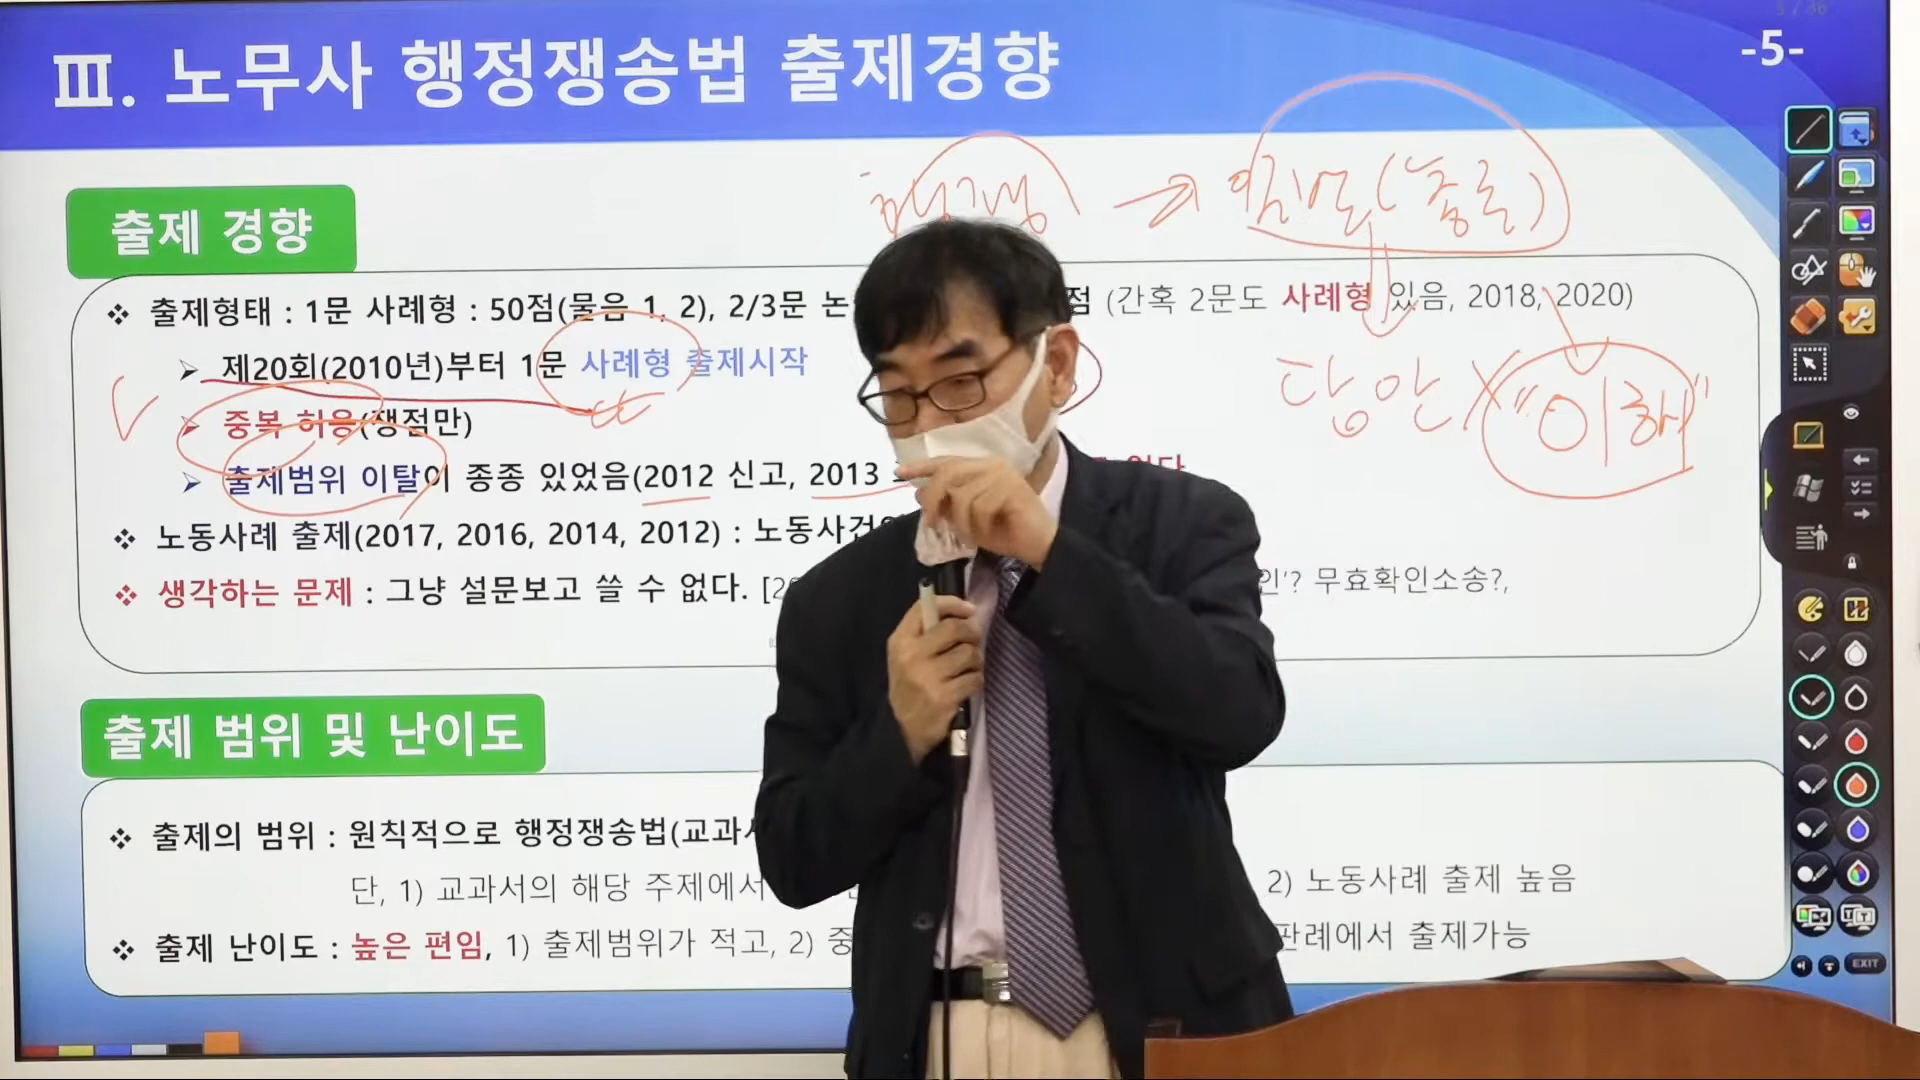 5 / 36
-5-
Ⅲ. 노무사 행정쟁송법 출제경향
출제 경향
행쟁 → (총론)
❖ 출제형태 : 1문 사례형 : 50점(물음 1, 2), 2/3문 논 점 (간혹 2문도 사례형 있음, 2018, 2020)
➢ 제20회(2010년)부터 1문 사례형 출제시작
답안 "이해"
➢ 중복 허용(쟁점만)
➢ 출제범위 이탈이 종종 있었음(2012 신고, 2013 없다
❖ 노동사례 출제(2017, 2016, 2014, 2012) : 노동사건
❖ 생각하는 문제 : 그냥 설문보고 쓸 수 없다. [20 인'? 무효확인소송?,
출제 범위 및 난이도
❖ 출제의 범위 : 원칙적으로 행정쟁송법(교과서
단, 1) 교과서의 해당 주제에서 2) 노동사례 출제 높음
❖ 출제 난이도 : 높은 편임, 1) 출제범위가 적고, 2) 중 판례에서 출제가능
EXIT